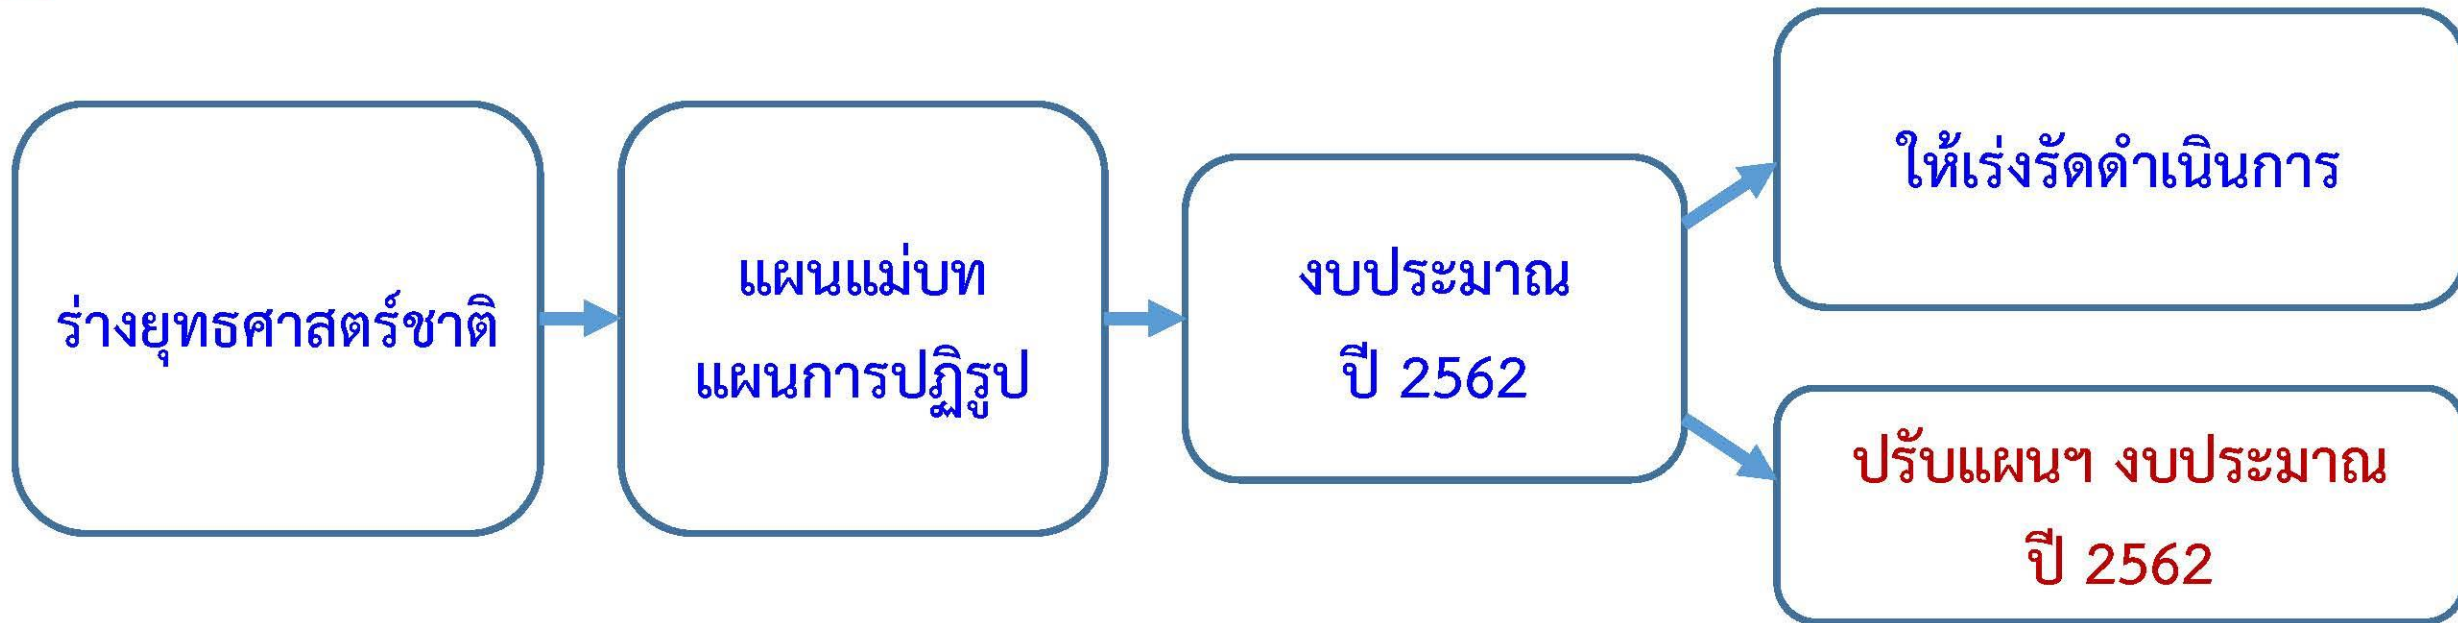 ร่างยุทธศาสตร์ชาติ
แผนแม่บท
แผนการปฏิรูป
งบประมาณ
ปี 2562
ให้เร่งรัดดำเนินการ
ปรับแผนฯ งบประมาณ
ปี 2562